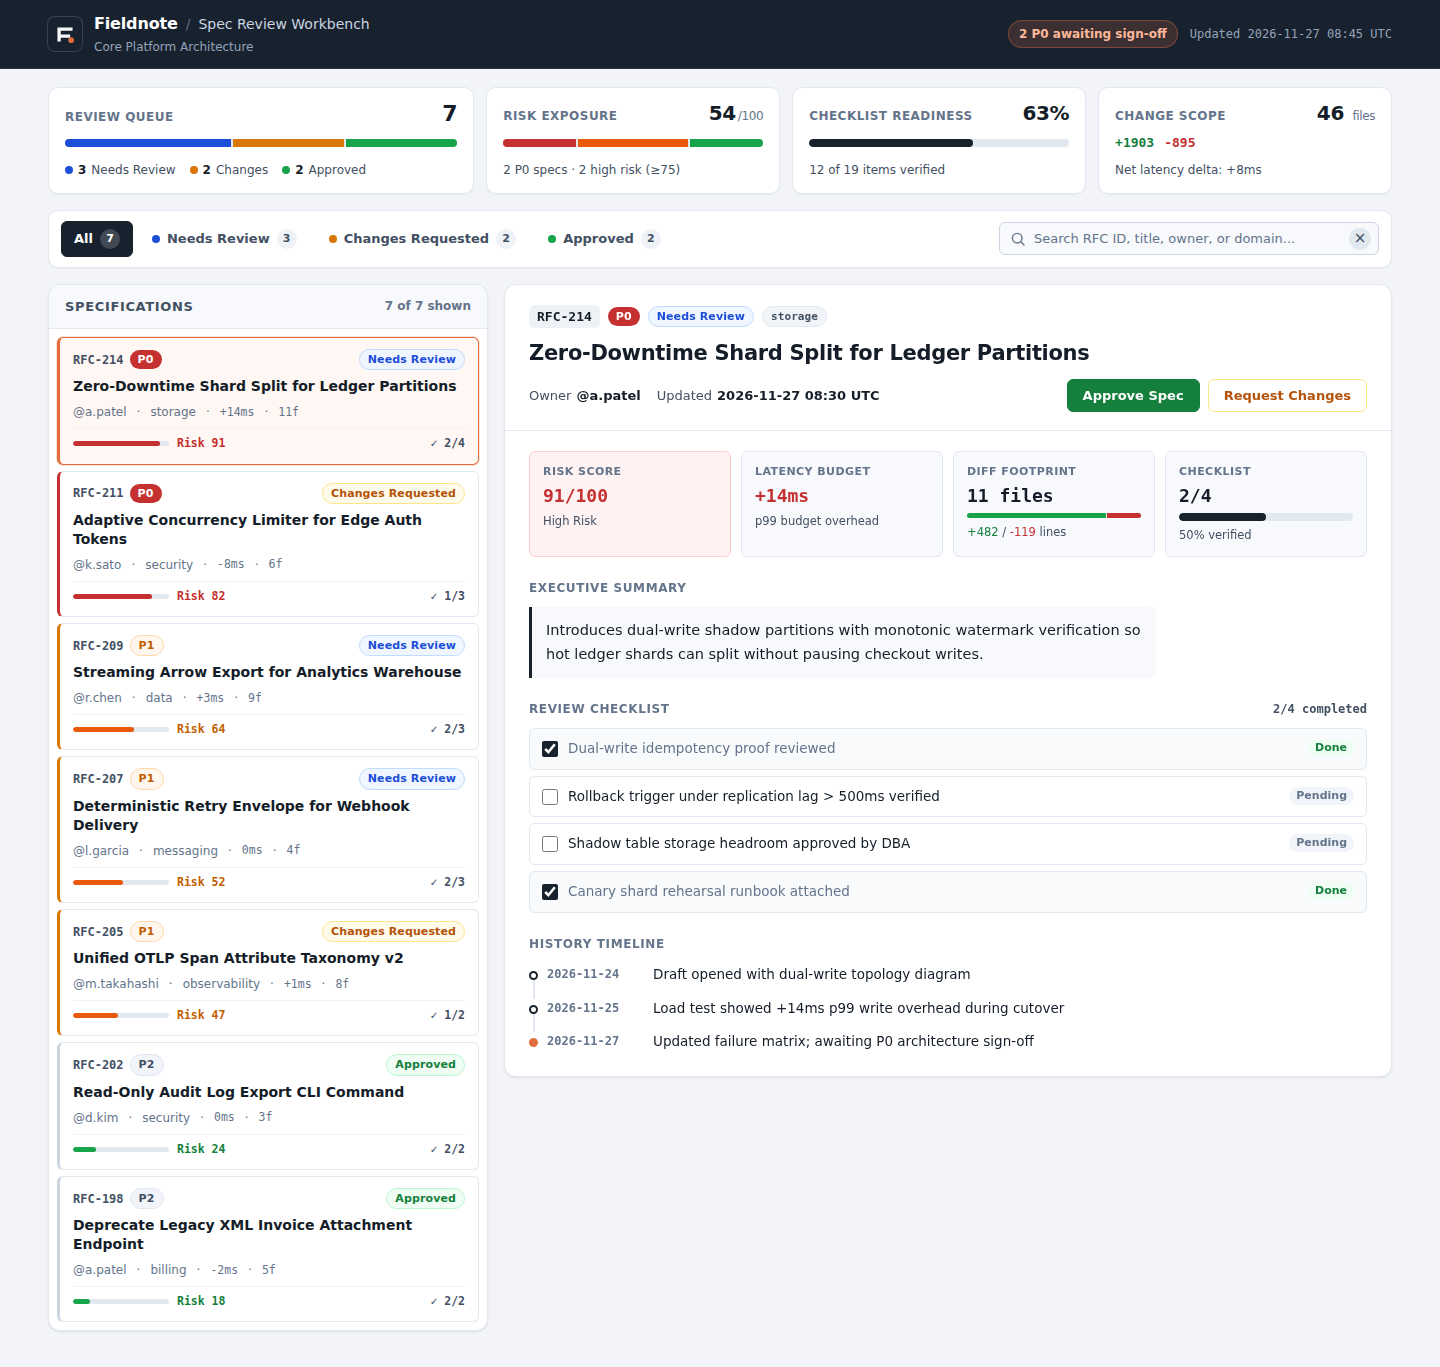 Fieldnote / Spec Review Workbench
Core Platform Architecture
2 P0 awaiting sign-off
Updated 2026-11-27 08:45 UTC
REVIEW QUEUE 7
3 Needs Review 2 Changes 2 Approved
RISK EXPOSURE 54/100
2 P0 specs · 2 high risk (≥75)
CHECKLIST READINESS 63%
12 of 19 items verified
CHANGE SCOPE 46 files
+1903 -895
Net latency delta: +8ms
All 7
Needs Review 3
Changes Requested 2
Approved 2
Search RFC ID, title, owner, or domain...
SPECIFICATIONS 7 of 7 shown
RFC-214 P0 Needs Review
Zero-Downtime Shard Split for Ledger Partitions
@a.patel · storage · +14ms · 11f
Risk 91 ✓ 2/4
RFC-211 P0 Changes Requested
Adaptive Concurrency Limiter for Edge Auth
Tokens
@k.sato · security · -8ms · 6f
Risk 82 ✓ 1/3
RFC-209 P1 Needs Review
Streaming Arrow Export for Analytics Warehouse
@r.chen · data · +3ms · 9f
Risk 64 ✓ 2/3
RFC-207 P1 Needs Review
Deterministic Retry Envelope for Webhook
Delivery
@l.garcia · messaging · 0ms · 4f
Risk 52 ✓ 2/3
RFC-205 P1 Changes Requested
Unified OTLP Span Attribute Taxonomy v2
@m.takahashi · observability · +1ms · 8f
Risk 47 ✓ 1/2
RFC-202 P2 Approved
Read-Only Audit Log Export CLI Command
@d.kim · security · 0ms · 3f
Risk 24 ✓ 2/2
RFC-198 P2 Approved
Deprecate Legacy XML Invoice Attachment
Endpoint
@a.patel · billing · -2ms · 5f
Risk 18 ✓ 2/2
RFC-214 P0 Needs Review storage
Zero-Downtime Shard Split for Ledger Partitions
Owner @a.patel Updated 2026-11-27 08:30 UTC
Approve Spec
Request Changes
RISK SCORE
91/100
High Risk
LATENCY BUDGET
+14ms
p99 budget overhead
DIFF FOOTPRINT
11 files
+482 / -119 lines
CHECKLIST
2/4
50% verified
EXECUTIVE SUMMARY
Introduces dual-write shadow partitions with monotonic watermark verification so
hot ledger shards can split without pausing checkout writes.
REVIEW CHECKLIST 2/4 completed
Dual-write idempotency proof reviewed Done
Rollback trigger under replication lag > 500ms verified Pending
Shadow table storage headroom approved by DBA Pending
Canary shard rehearsal runbook attached Done
HISTORY TIMELINE
2026-11-24 Draft opened with dual-write topology diagram
2026-11-25 Load test showed +14ms p99 write overhead during cutover
2026-11-27 Updated failure matrix; awaiting P0 architecture sign-off